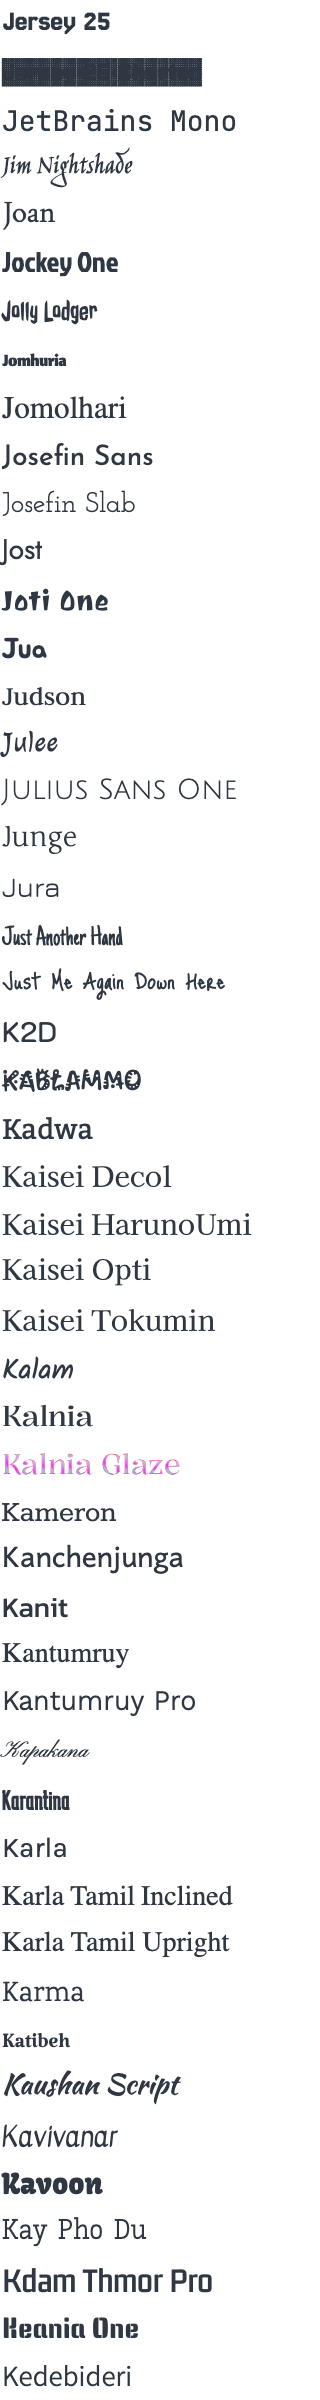 Jersey 25
JetBrains Mono
Jim Nightshade
Joan
Jockey One
Jolly Lodger
Jomhuria
Jomolhari
Josefin Sans
Josefin Slab
Jost
Joti One
Jua
Judson
Julee
Julius Sans One
Junge
Jura
Just Another Hand
Just Me Again Down Here
K2D
KABLAMMO
Kadwa
Kaisei Decol
Kaisei HarunoUmi
Kaisei Opti
Kaisei Tokumin
Kalam
Kalnia
Kalnia Glaze
Kameron
Kanchenjunga
Kanit
Kantumruy
Kantumruy Pro
Kapakana
Karantina
Karla
Karla Tamil Inclined
Karla Tamil Upright
Karma
Katibeh
Kaushan Script
Kavivanar
Kavoon
Kay Pho Du
Kdam Thmor Pro
Keania One
Kedebideri